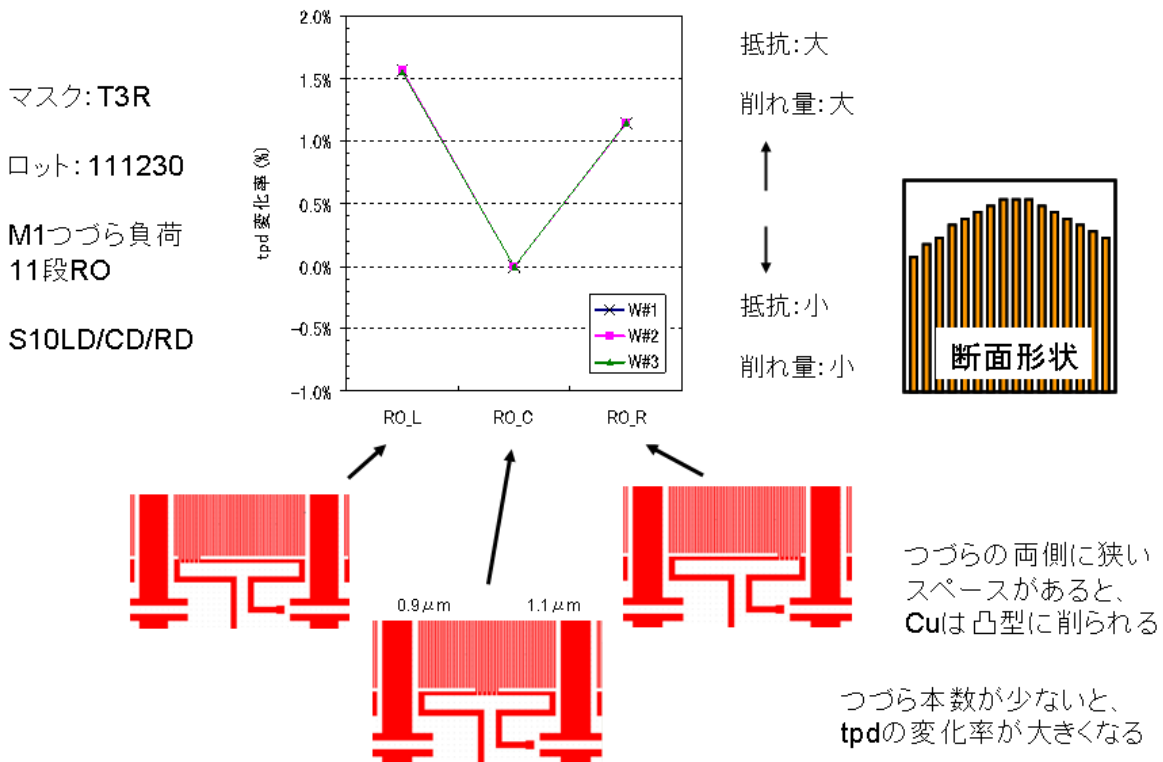 マスク: T3R
ロット: 111230
M1つづら負荷
11段RO
S10LD/CD/RD
2.0%
1.5%
1.0%
0.5%
0.0%
-0.5%
-1.0%
tpd 変化率 (%)
RO_L
RO_C
RO_R
W#1
W#2
W#3
抵抗: 大
削れ量: 大
抵抗: 小
削れ量: 小
断面形状
0.9μm
1.1μm
つづらの両側に狭い
スペースがあると、
Cuは凸型に削られる
つづら本数が少ないと、
tpdの変化率が大きくなる